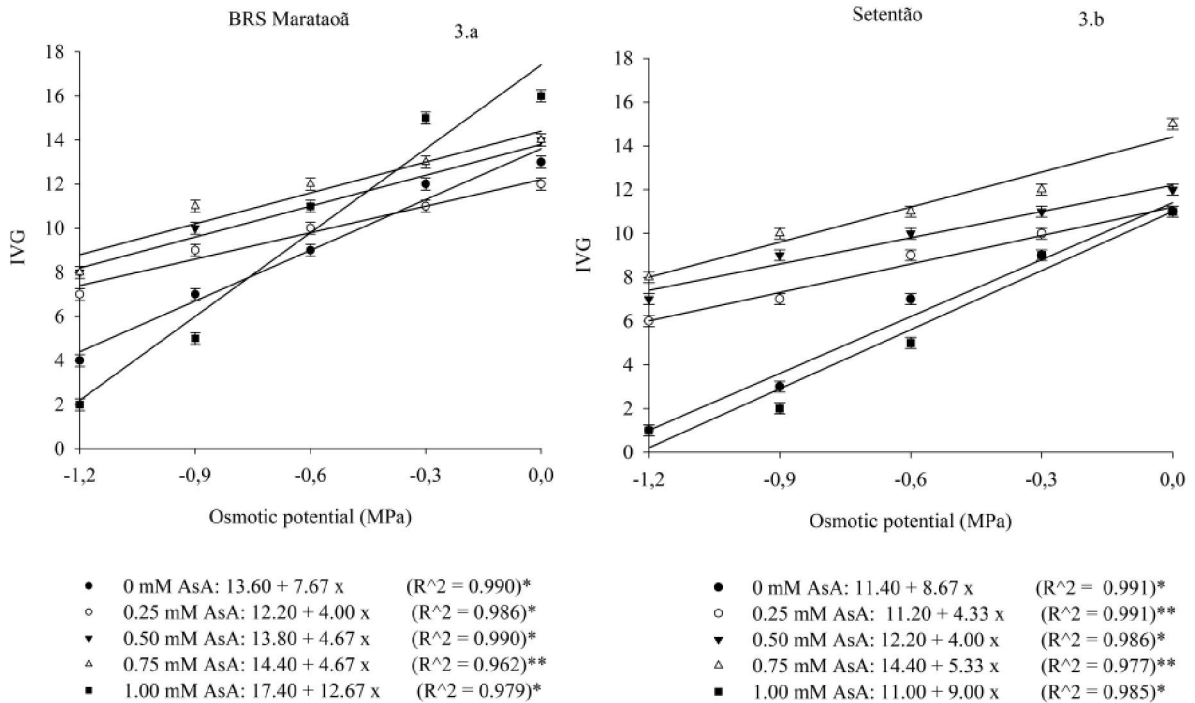 BRS Marataoã
3.a
18
16
14
12
10
8
6
4
2
0
IVG
-1,2 -0,9 -0,6 -0,3 0,0
Osmotic potential (MPa)
0 mM AsA: 13.60 + 7.67 x (R^2 = 0.990)*
0.25 mM AsA: 12.20 + 4.00 x (R^2 = 0.986)*
0.50 mM AsA: 13.80 + 4.67 x (R^2 = 0.990)*
0.75 mM AsA: 14.40 + 4.67 x (R^2 = 0.962)**
1.00 mM AsA: 17.40 + 12.67 x (R^2 = 0.979)*
Setentão
3.b
18
16
14
12
10
8
6
4
2
0
IVG
-1,2 -0,9 -0,6 -0,3 0,0
Osmotic potential (MPa)
0 mM AsA: 11.40 + 8.67 x (R^2 = 0.991)*
0.25 mM AsA: 11.20 + 4.33 x (R^2 = 0.991)**
0.50 mM AsA: 12.20 + 4.00 x (R^2 = 0.986)*
0.75 mM AsA: 14.40 + 5.33 x (R^2 = 0.977)**
1.00 mM AsA: 11.00 + 9.00 x (R^2 = 0.985)*